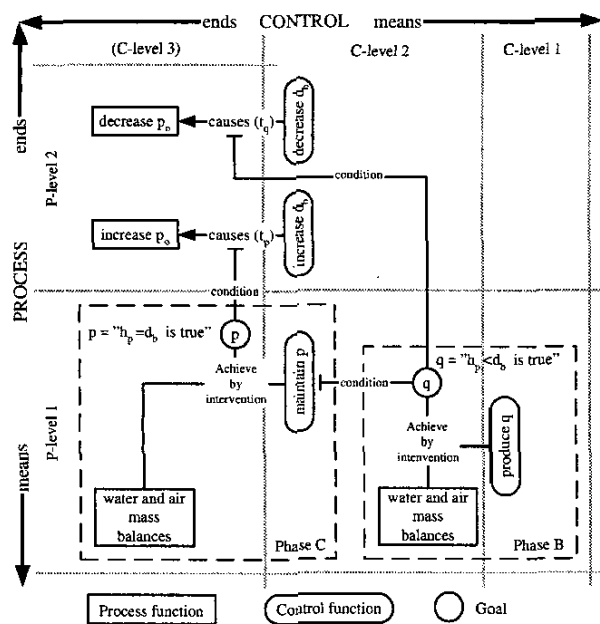 ends CONTROL means
(C-level 3)
C-level 2
C-level 1
ends
P-level 2
PROCESS
P-level 1
means
decrease p_o
causes (t_q)
decrease d_b
condition
increase p_o
causes (t_p)
increase d_b
condition
p = "h_p=d_b is true"
p
Achieve
by
intervention
maintain p
condition
q = "h_p<d_b is true"
q
Achieve
by
intervention
produce q
water and air
mass
balances
Phase C
water and air
mass
balances
Phase B
Process function
Control function
Goal